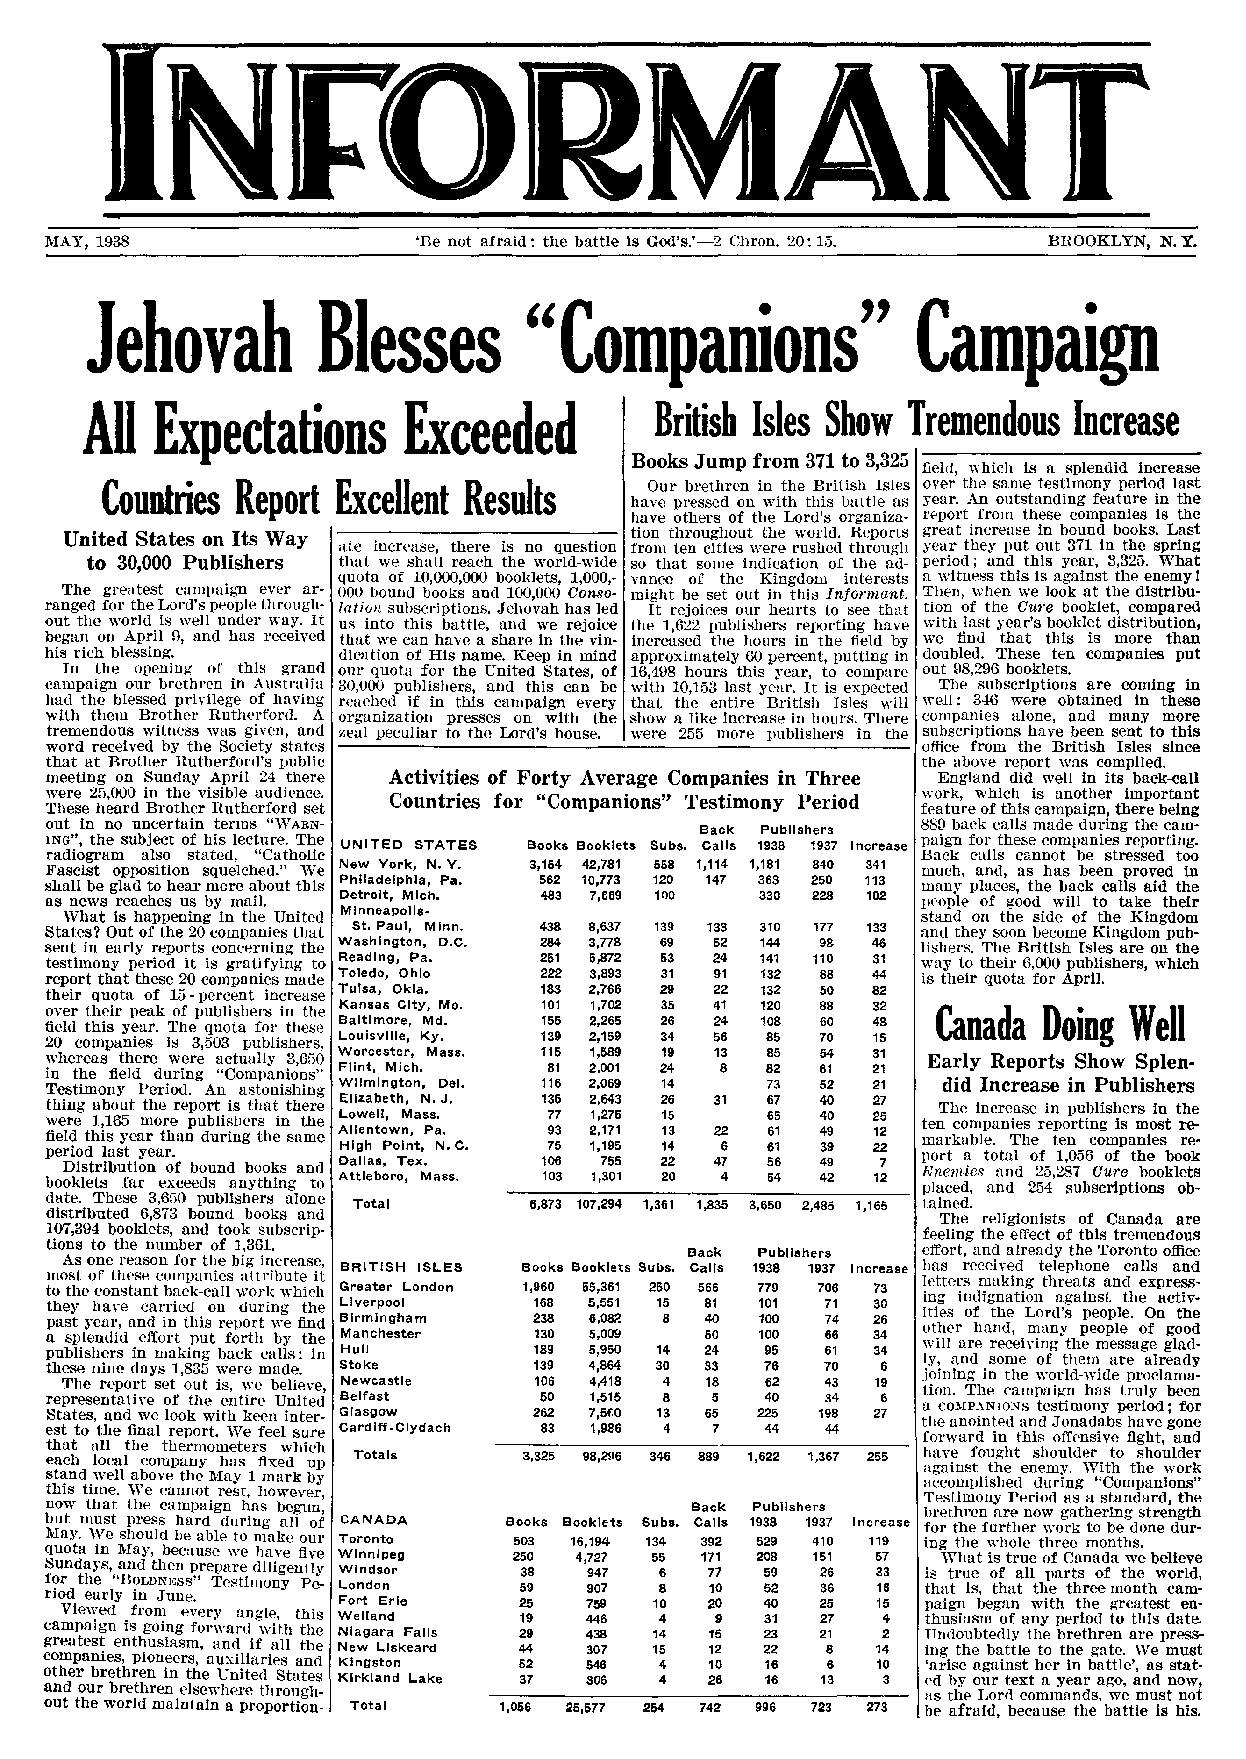 INFORMANT
MAY, 1938 'Be not afraid: the battle is God's.'—2 Chron. 20:15. BROOKLYN, N.Y.
Jehovah Blesses "Companions" Campaign
All Expectations Exceeded
Countries Report Excellent Results
United States on Its Way
to 30,000 Publishers
The greatest campaign ever ar-
ranged for the Lord's people through-
out the world is well under way. It
began on April 9, and has received
his rich blessing.
In the opening of this grand
campaign our brethren in Australia
had the blessed privilege of having
with them Brother Rutherford. A
tremendous witness was given, and
word received by the Society states
that at Brother Rutherford's public
meeting on Sunday April 24 there
were 25,000 in the visible audience.
These heard Brother Rutherford set
out in no uncertain terms "WARN-
ING", the subject of his lecture. The
radiogram also stated, "Catholic
Fascist opposition squelched." We
shall be glad to hear more about this
as news reaches us by mail.
What is happening in the United
States? Out of the 20 companies that
sent in early reports concerning the
testimony period it is gratifying to
report that these 20 companies made
their quota of 15-percent increase
over their peak of publishers in the
field this year. The quota for these
20 companies is 3,503 publishers,
whereas there were actually 3,650
in the field during "Companions"
Testimony Period. An astonishing
thing about the report is that there
were 1,165 more publishers in the
field this year than during the same
period last year.
Distribution of bound books and
booklets far exceeds anything to
date. These 3,650 publishers alone
distributed 6,873 bound books and
107,394 booklets, and took subscrip-
tions to the number of 1,361.
As one reason for the big increase,
most of these companies attribute it
to the constant back-call work which
they have carried on during the
past year, and in this report we find
a splendid effort put forth by the
publishers in making back calls: in
these nine days 1,835 were made.
The report set out is, we believe,
representative of the entire United
States, and we look with keen inter-
est to the final report. We feel sure
that all the thermometers which
each local company has fixed up
stand well above the May 1 mark by
this time. We cannot rest, however,
now that the campaign has begun,
but must press hard during all of
May. We should be able to make our
quota in May, because we have five
Sundays, and then prepare diligently
for the "BOLDNESS" Testimony Pe-
riod early in June.
Viewed from every angle, this
campaign is going forward with the
greatest enthusiasm, and if all the
companies, pioneers, auxiliaries and
other brethren in the United States
and our brethren elsewhere through-
out the world maintain a proportion-
ate increase, there is no question
that we shall reach the world-wide
quota of 10,000,000 booklets, 1,000,-
000 bound books and 100,000 Conso-
lation subscriptions. Jehovah has led
us into this battle, and we rejoice
that we can have a share in the vin-
dication of His name. Keep in mind
our quota for the United States, of
30,000 publishers, and this can be
reached if in this campaign every
organization presses on with the
zeal peculiar to the Lord's house.
British Isles Show Tremendous Increase
Books Jump from 371 to 3,325
Our brethren in the British Isles
have pressed on with this battle as
have others of the Lord's organiza-
tion throughout the world. Reports
from ten cities were rushed through
so that some indication of the ad-
vance of the Kingdom interests
might be set out in this Informant.
It rejoices our hearts to see that
the 1,622 publishers reporting have
increased the hours in the field by
approximately 60 percent, putting in
16,498 hours this year, to compare
with 10,153 last year. It is expected
that the entire British Isles will
show a like increase in hours. There
were 255 more publishers in the
field, which is a splendid increase
over the same testimony period last
year. An outstanding feature in the
report from these companies is the
great increase in bound books. Last
year they put out 371 in the spring
period; and this year, 3,325. What
a witness this is against the enemy!
Then, when we look at the distribu-
tion of the Cure booklet, compared
with last year's booklet distribution,
we find that this is more than
doubled. These ten companies put
out 98,296 booklets.
The subscriptions are coming in
well: 346 were obtained in these
companies alone, and many more
subscriptions have been sent to this
office from the British Isles since
the above report was compiled.
England did well in its back-call
work, which is another important
feature of this campaign, there being
889 back calls made during the cam-
paign for these companies reporting.
Back calls cannot be stressed too
much, and, as has been proved in
many places, the back calls aid the
people of good will to take their
stand on the side of the Kingdom
and they soon become Kingdom pub-
lishers. The British Isles are on the
way to their 6,000 publishers, which
is their quota for April.
Activities of Forty Average Companies in Three
Countries for "Companions" Testimony Period
Back Publishers
UNITED STATES Books Booklets Subs. Calls 1938 1937 Increase
New York, N.Y. 3,154 42,781 558 1,114 1,181 840 341
Philadelphia, Pa. 562 10,773 120 147 363 250 113
Detroit, Mich. 483 7,669 100 330 228 102
Minneapolis-
St. Paul, Minn. 438 8,637 139 133 310 177 133
Washington, D.C. 284 3,778 69 52 144 98 46
Reading, Pa. 251 5,872 53 24 141 110 31
Toledo, Ohio 222 3,893 31 91 132 88 44
Tulsa, Okla. 183 2,766 29 22 132 50 82
Kansas City, Mo. 101 1,702 35 41 120 88 32
Baltimore, Md. 155 2,265 26 24 108 60 48
Louisville, Ky. 139 2,159 34 56 85 70 15
Worcester, Mass. 115 1,589 19 13 85 54 31
Flint, Mich. 81 2,001 24 8 82 61 21
Wilmington, Del. 116 2,069 14 73 52 21
Elizabeth, N.J. 136 2,643 26 31 67 40 27
Lowell, Mass. 77 1,276 15 65 40 25
Allentown, Pa. 93 2,171 13 22 61 49 12
High Point, N.C. 75 1,195 14 6 61 39 22
Dallas, Tex. 106 755 22 47 56 49 7
Attleboro, Mass. 103 1,301 20 4 54 42 12
Total 6,873 107,294 1,361 1,835 3,650 2,485 1,165
Back Publishers
BRITISH ISLES Books Booklets Subs. Calls 1938 1937 Increase
Greater London 1,960 55,361 250 565 779 706 73
Liverpool 168 5,551 15 81 101 71 30
Birmingham 238 6,082 8 40 100 74 26
Manchester 130 5,009 50 100 66 34
Hull 189 5,950 14 24 95 61 34
Stoke 139 4,864 30 33 76 70 6
Newcastle 106 4,418 4 18 62 43 19
Belfast 50 1,515 8 5 40 34 6
Glasgow 262 7,560 13 65 225 198 27
Cardiff-Clydach 83 1,986 4 7 44 44
Totals 3,325 98,296 346 889 1,622 1,367 255
Back Publishers
CANADA Books Booklets Subs. Calls 1938 1937 Increase
Toronto 503 16,194 134 392 529 410 119
Winnipeg 250 4,727 55 171 208 151 57
Windsor 38 947 6 77 59 26 33
London 59 907 8 10 52 36 16
Fort Erie 25 759 10 20 40 25 15
Welland 19 446 4 9 31 27 4
Niagara Falls 29 438 14 15 23 21 2
New Liskeard 44 307 15 12 22 8 14
Kingston 52 546 4 10 16 6 10
Kirkland Lake 37 306 4 26 16 13 3
Total 1,056 25,577 254 742 996 723 273
Canada Doing Well
Early Reports Show Splen-
did Increase in Publishers
The increase in publishers in the
ten companies reporting is most re-
markable. The ten companies re-
port a total of 1,056 of the book
Enemies and 25,287 Cure booklets
placed, and 254 subscriptions ob-
tained.
The religionists of Canada are
feeling the effect of this tremendous
effort, and already the Toronto office
has received telephone calls and
letters making threats and express-
ing indignation against the activ-
ities of the Lord's people. On the
other hand, many people of good
will are receiving the message glad-
ly, and some of them are already
joining in the world-wide proclama-
tion. The campaign has truly been
a COMPANIONS testimony period; for
the anointed and Jonadabs have gone
forward in this offensive fight, and
have fought shoulder to shoulder
against the enemy. With the work
accomplished during "Companions"
Testimony Period as a standard, the
brethren are now gathering strength
for the further work to be done dur-
ing the whole three months.
What is true of Canada we believe
is true of all parts of the world,
that is, that the three month cam-
paign began with the greatest en-
thusiasm of any period to this date.
Undoubtedly the brethren are press-
ing the battle to the gate. We must
'arise against her in battle', as stat-
ed by our text a year ago, and now,
as the Lord commands, we must not
be afraid, because the battle is his.